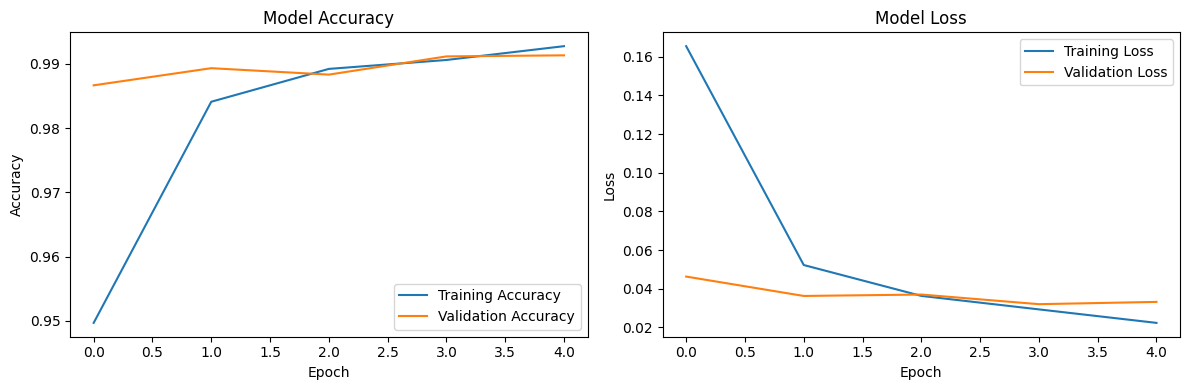 Model Accuracy
0.99
0.98
0.97
0.96
0.95
Accuracy
Training Accuracy
Validation Accuracy
0.0 0.5 1.0 1.5 2.0 2.5 3.0 3.5 4.0
Epoch
Model Loss
0.16
0.14
0.12
0.10
0.08
0.06
0.04
0.02
Loss
Training Loss
Validation Loss
0.0 0.5 1.0 1.5 2.0 2.5 3.0 3.5 4.0
Epoch